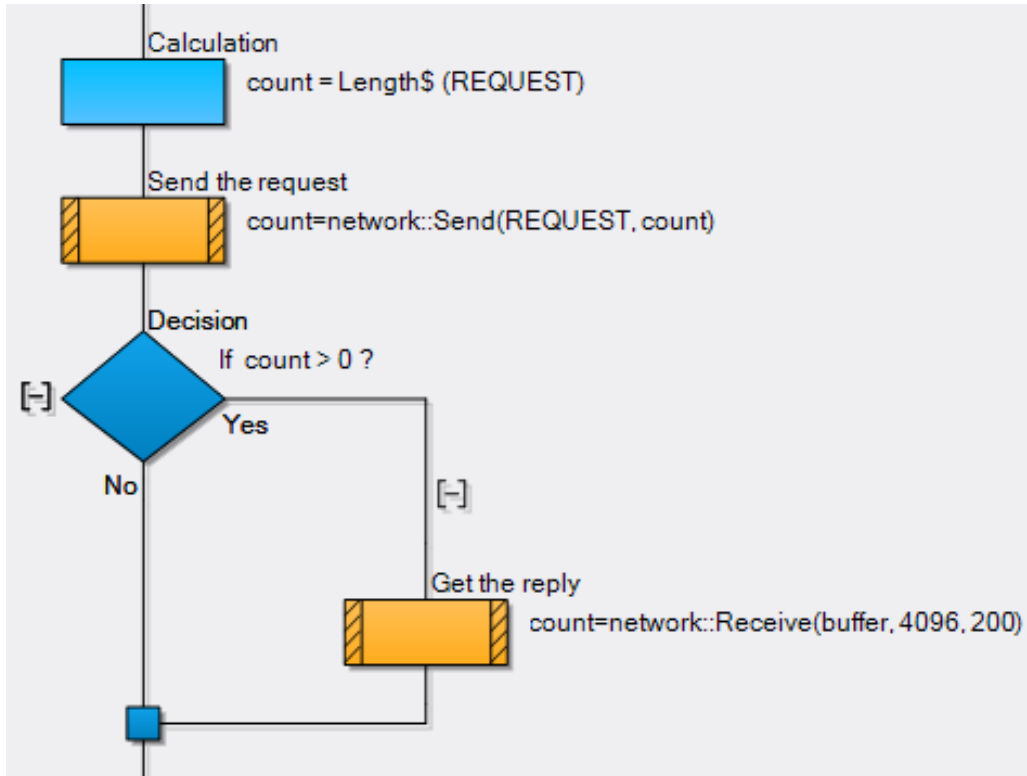 Calculation
count = Length$ (REQUEST)
Send the request
count=network::Send(REQUEST, count)
Decision
If count > 0 ?
[-]
Yes
No
[-]
Get the reply
count=network::Receive(buffer, 4096, 200)